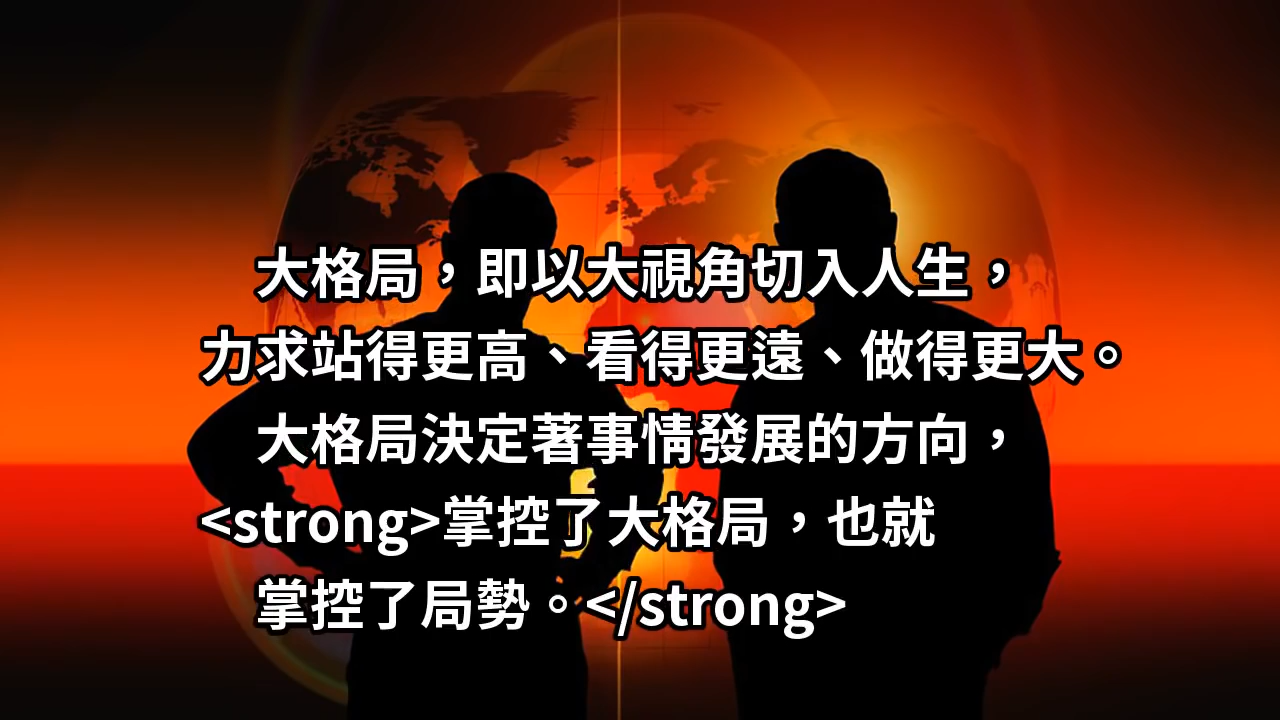 大格局，即以大視角切入人生，
力求站得更高、看得更遠、做得更大。
大格局決定著事情發展的方向，
<strong>掌控了大格局，也就
掌控了局勢。</strong>